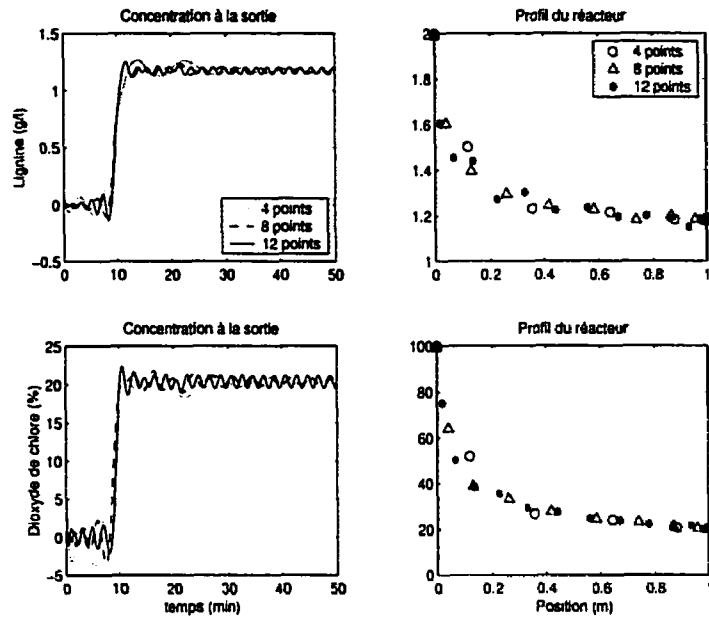 Concentration à la sortie
Lignine (g/l)
1.5
1
0.5
0
-0.5
0 10 20 30 40 50
4 points
8 points
12 points
Profil du réacteur
2
1.8
1.6
1.4
1.2
1
0 0.2 0.4 0.6 0.8 1
4 points
8 points
12 points
Concentration à la sortie
Dioxyde de chlore (%)
25
20
15
10
5
0
-5
0 10 20 30 40 50
temps (min)
Profil du réacteur
100
80
60
40
20
0
0 0.2 0.4 0.6 0.8 1
Position (m)